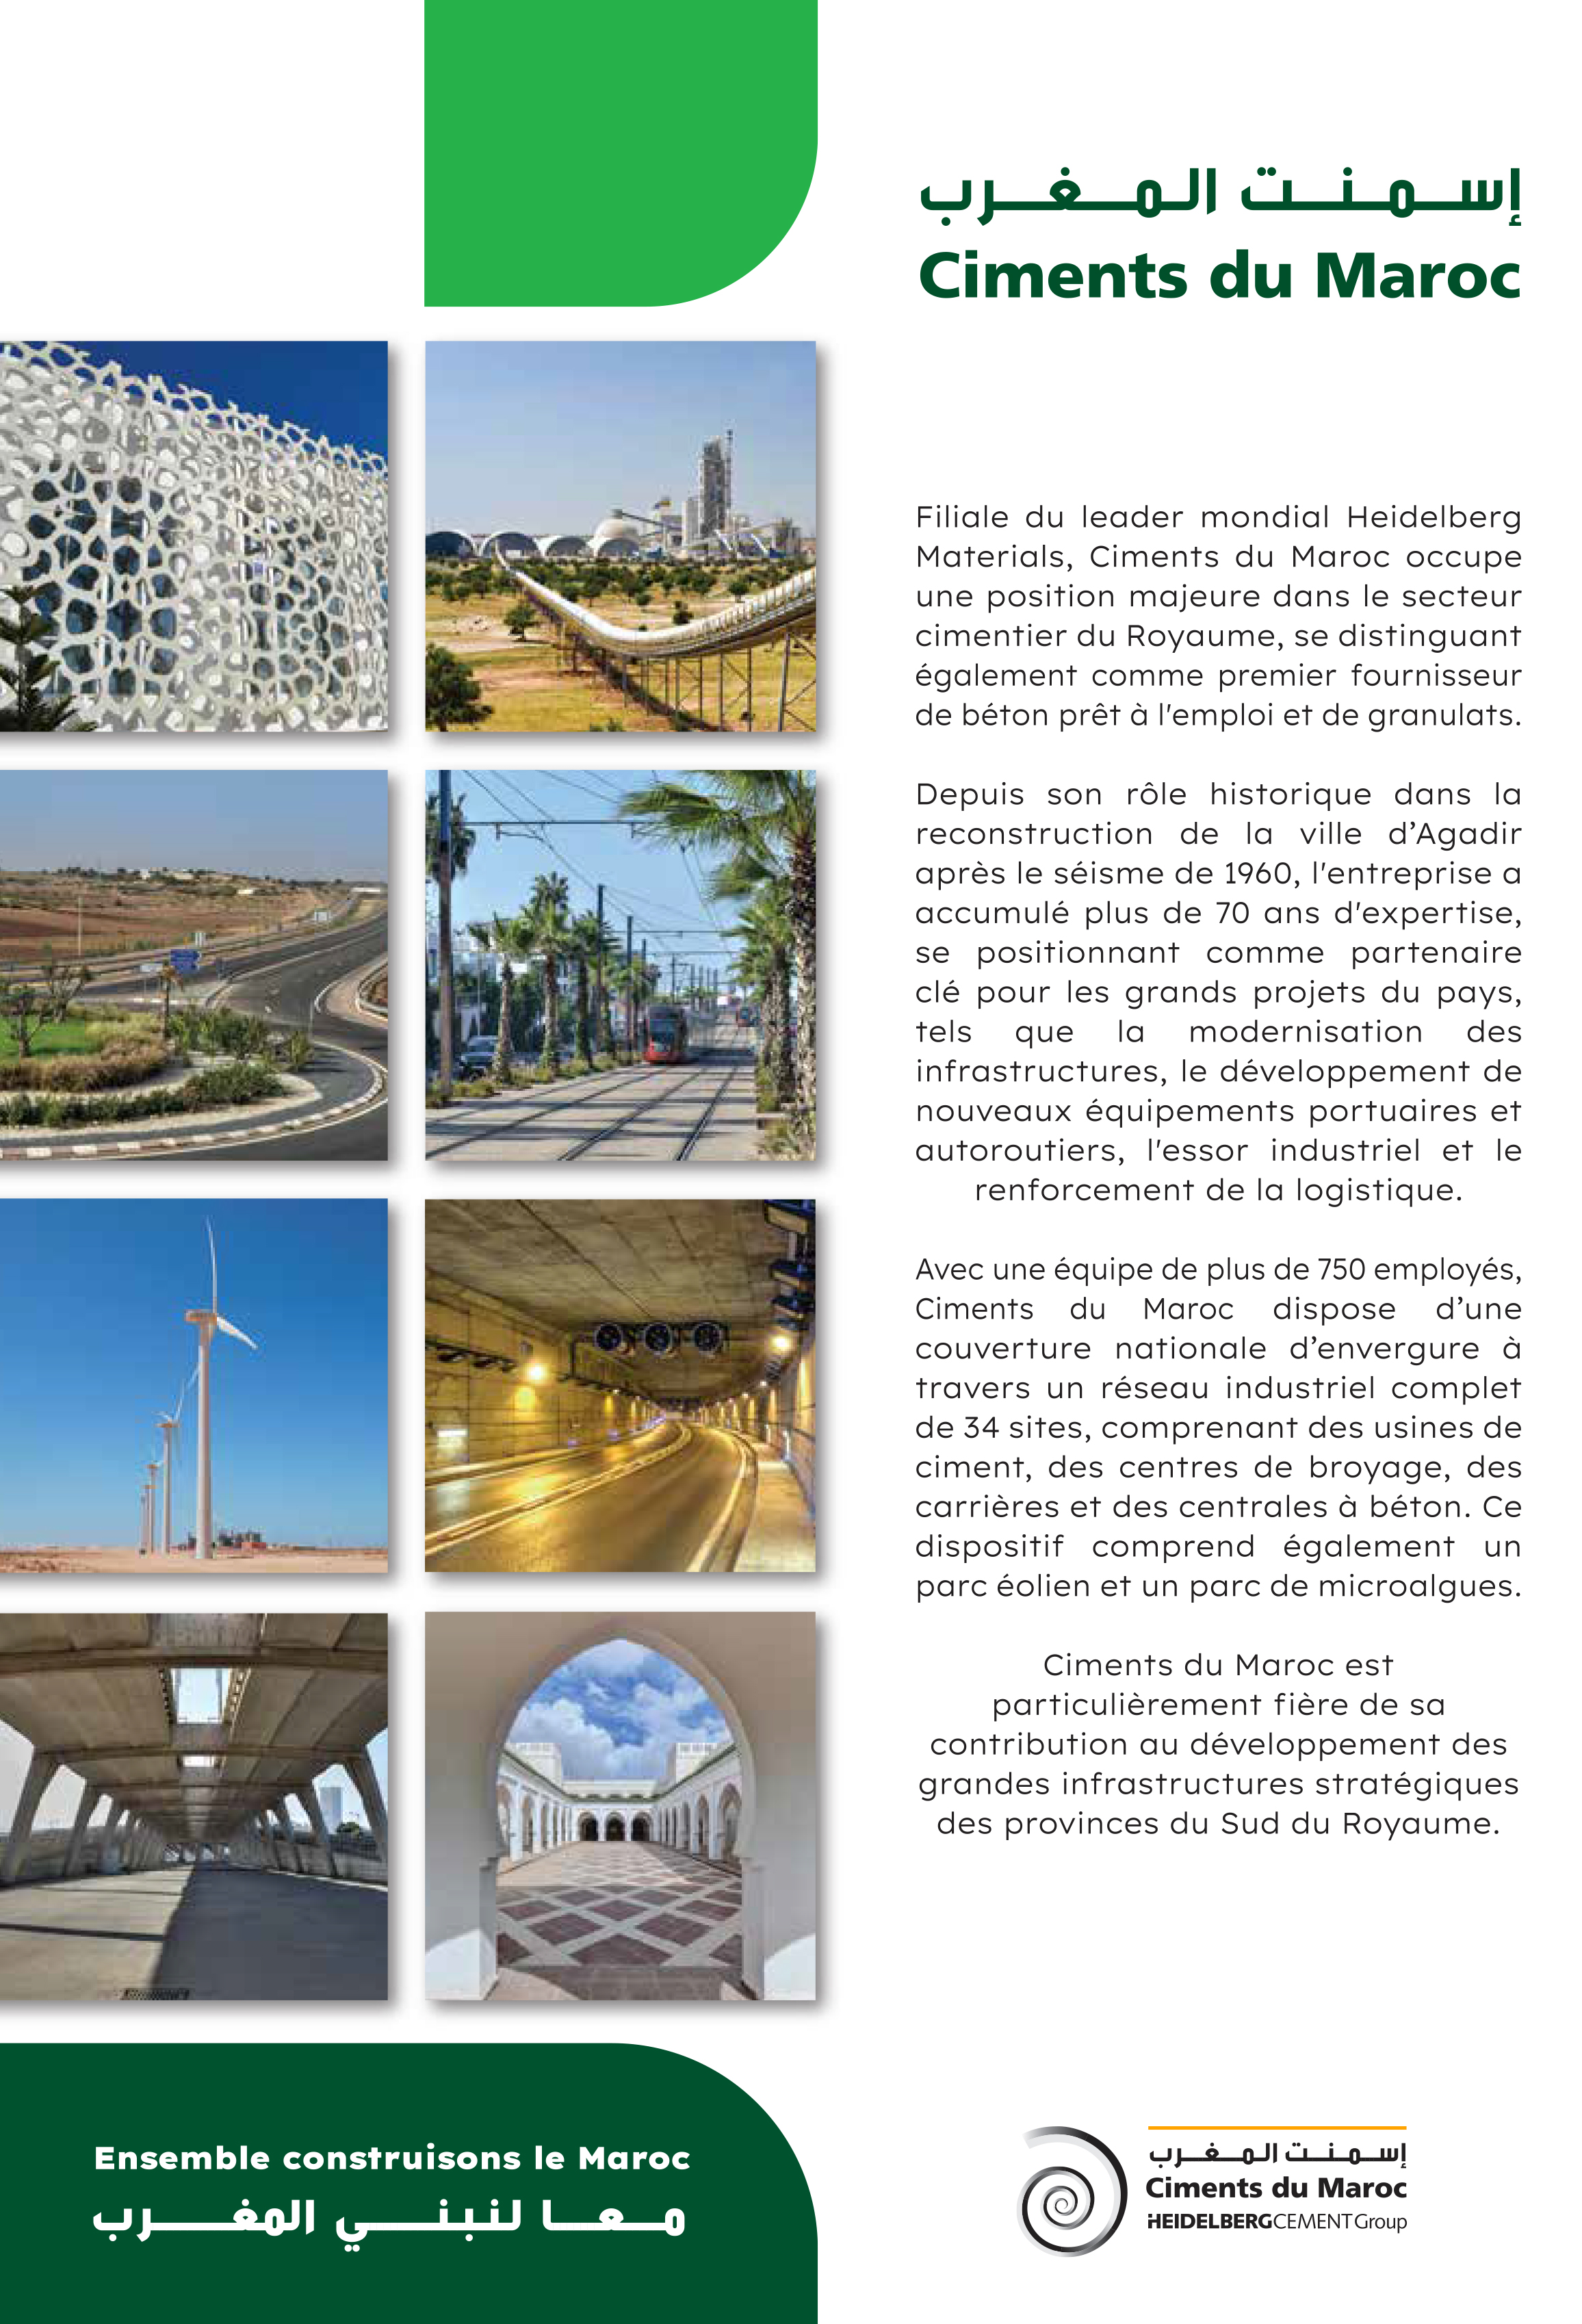 إسمنت المغرب
Ciments du Maroc
Filiale du leader mondial Heidelberg
Materials, Ciments du Maroc occupe
une position majeure dans le secteur
cimentier du Royaume, se distinguant
également comme premier fournisseur
de béton prêt à l'emploi et de granulats.
Depuis son rôle historique dans la
reconstruction de la ville d’Agadir
après le séisme de 1960, l'entreprise a
accumulé plus de 70 ans d'expertise,
se positionnant comme partenaire
clé pour les grands projets du pays,
tels que la modernisation des
infrastructures, le développement de
nouveaux équipements portuaires et
autoroutiers, l'essor industriel et le
renforcement de la logistique.
Avec une équipe de plus de 750 employés,
Ciments du Maroc dispose d’une
couverture nationale d’envergure à
travers un réseau industriel complet
de 34 sites, comprenant des usines de
ciment, des centres de broyage, des
carrières et des centrales à béton. Ce
dispositif comprend également un
parc éolien et un parc de microalgues.
Ciments du Maroc est
particulièrement fière de sa
contribution au développement des
grandes infrastructures stratégiques
des provinces du Sud du Royaume.
Ensemble construisons le Maroc
معا لنبني المغرب
إسمنت المغرب
Ciments du Maroc
HEIDELBERGCEMENT Group